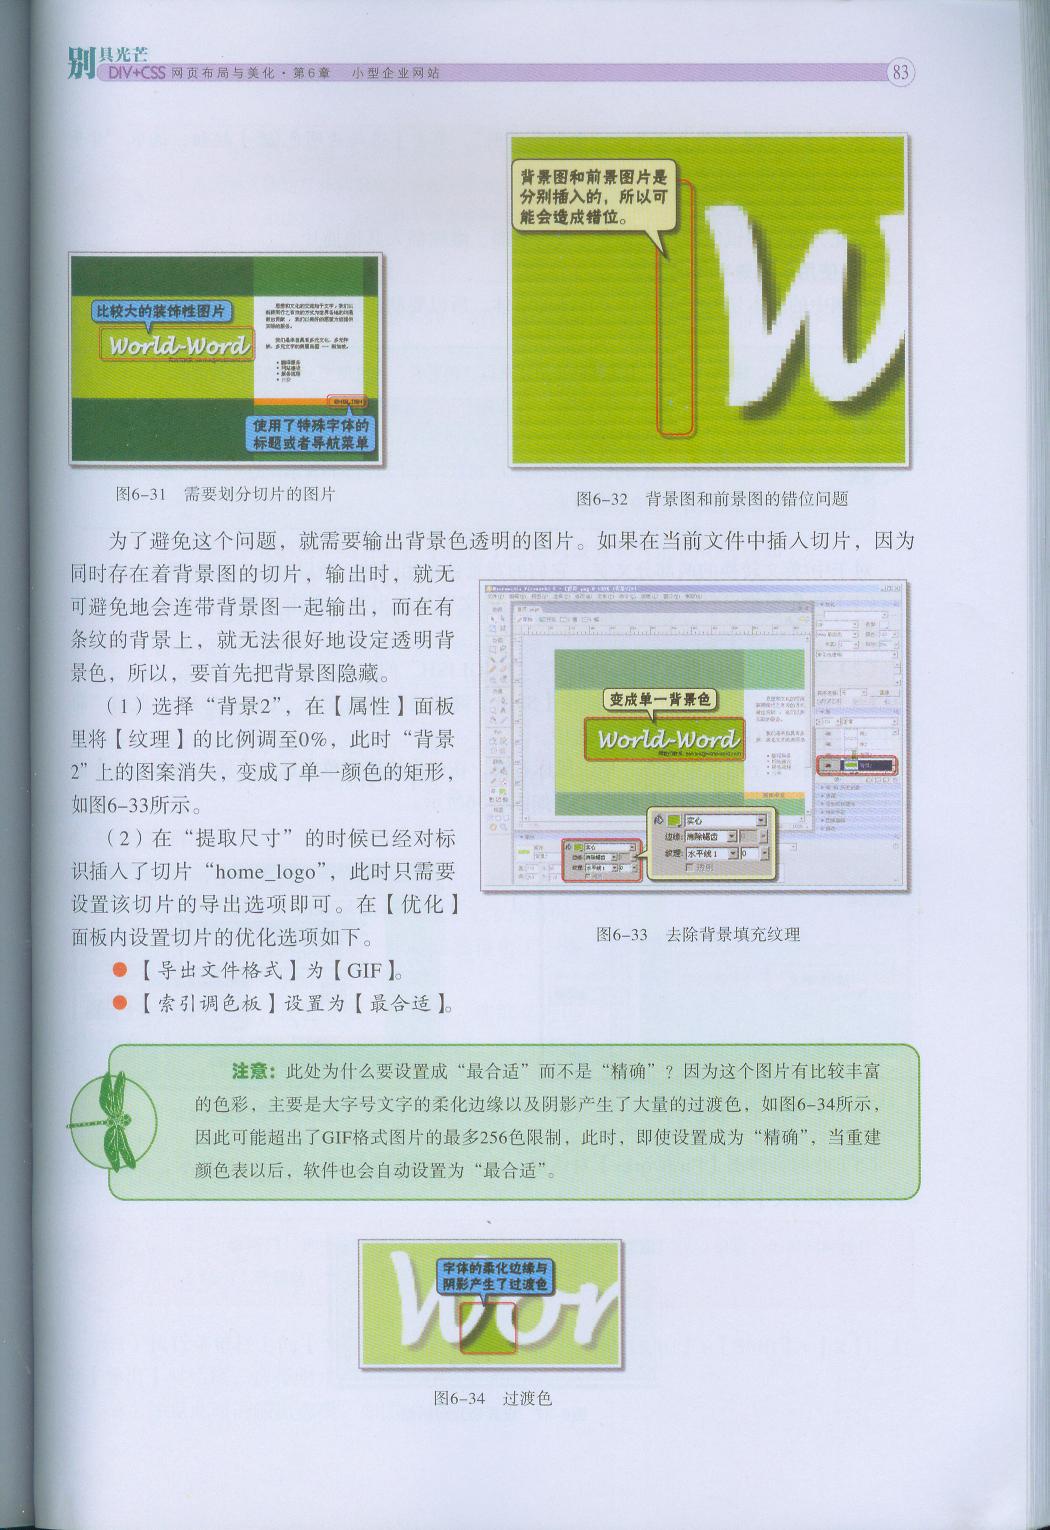 别具光芒
DIV+CSS 网页布局与美化·第6章 小型企业网站
83
背景图和前景图片是
分别插入的，所以可
能会造成错位。
比较大的装饰性图片
World-Word
使用了特殊字体的
标题或者导航菜单
图6-31 需要划分切片的图片
图6-32 背景图和前景图的错位问题
为了避免这个问题，就需要输出背景色透明的图片。如果在当前文件中插入切片，因为
同时存在着背景图的切片，输出时，就无
可避免地会连带背景图一起输出，而在有
条纹的背景上，就无法很好地设定透明背
景色，所以，要首先把背景图隐藏。
（1）选择“背景2”，在【属性】面板
里将【纹理】的比例调至0%，此时“背景
2”上的图案消失，变成了单一颜色的矩形，
如图6-33所示。
（2）在“提取尺寸”的时候已经对标
识插入了切片“home_logo”，此时只需要
设置该切片的导出选项即可。在【优化】
面板内设置切片的优化选项如下。
●【导出文件格式】为【GIF】。
●【索引调色板】设置为【最合适】。
变成单一背景色
World-Word
实心
边缘: 消除锯齿
纹理: 水平线 1 0
透明
图6-33 去除背景填充纹理
注意：此处为什么要设置成“最合适”而不是“精确”？因为这个图片有比较丰富
的色彩，主要是大字号文字的柔化边缘以及阴影产生了大量的过渡色，如图6-34所示，
因此可能超出了GIF格式图片的最多256色限制，此时，即使设置成为“精确”，当重建
颜色表以后，软件也会自动设置为“最合适”。
字体的柔化边缘与
阴影产生了过渡色
Wor
图6-34 过渡色